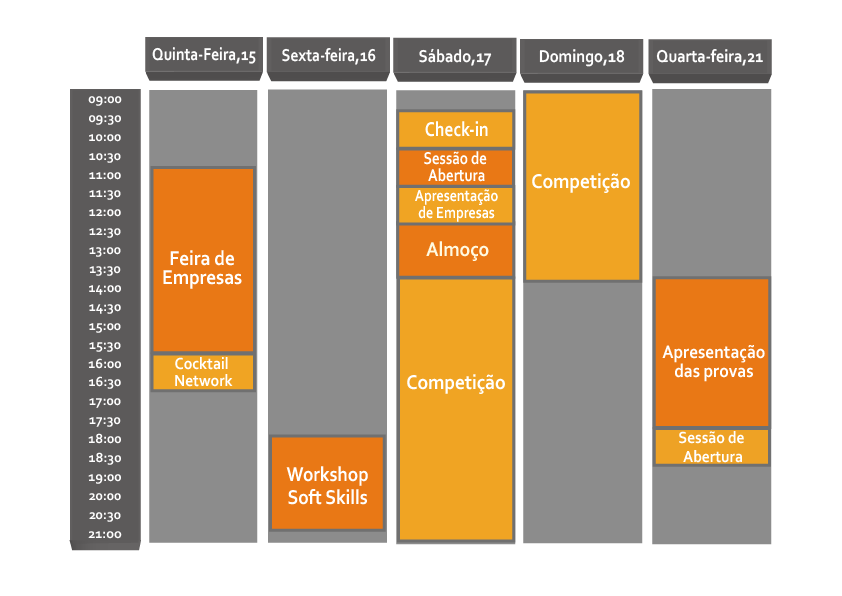 Quinta-Feira,15
Sexta-feira,16
Sábado,17
Domingo,18
Quarta-feira,21
09:00
09:30
10:00
10:30
11:00
11:30
12:00
12:30
13:00
13:30
14:00
14:30
15:00
15:30
16:00
16:30
17:00
17:30
18:00
18:30
19:00
20:00
20:30
21:00
Feira de
Empresas
Cocktail
Network
Workshop
Soft Skills
Check-in
Sessão de
Abertura
Apresentação
de Empresas
Almoço
Competição
Competição
Apresentação
das provas
Sessão de
Abertura